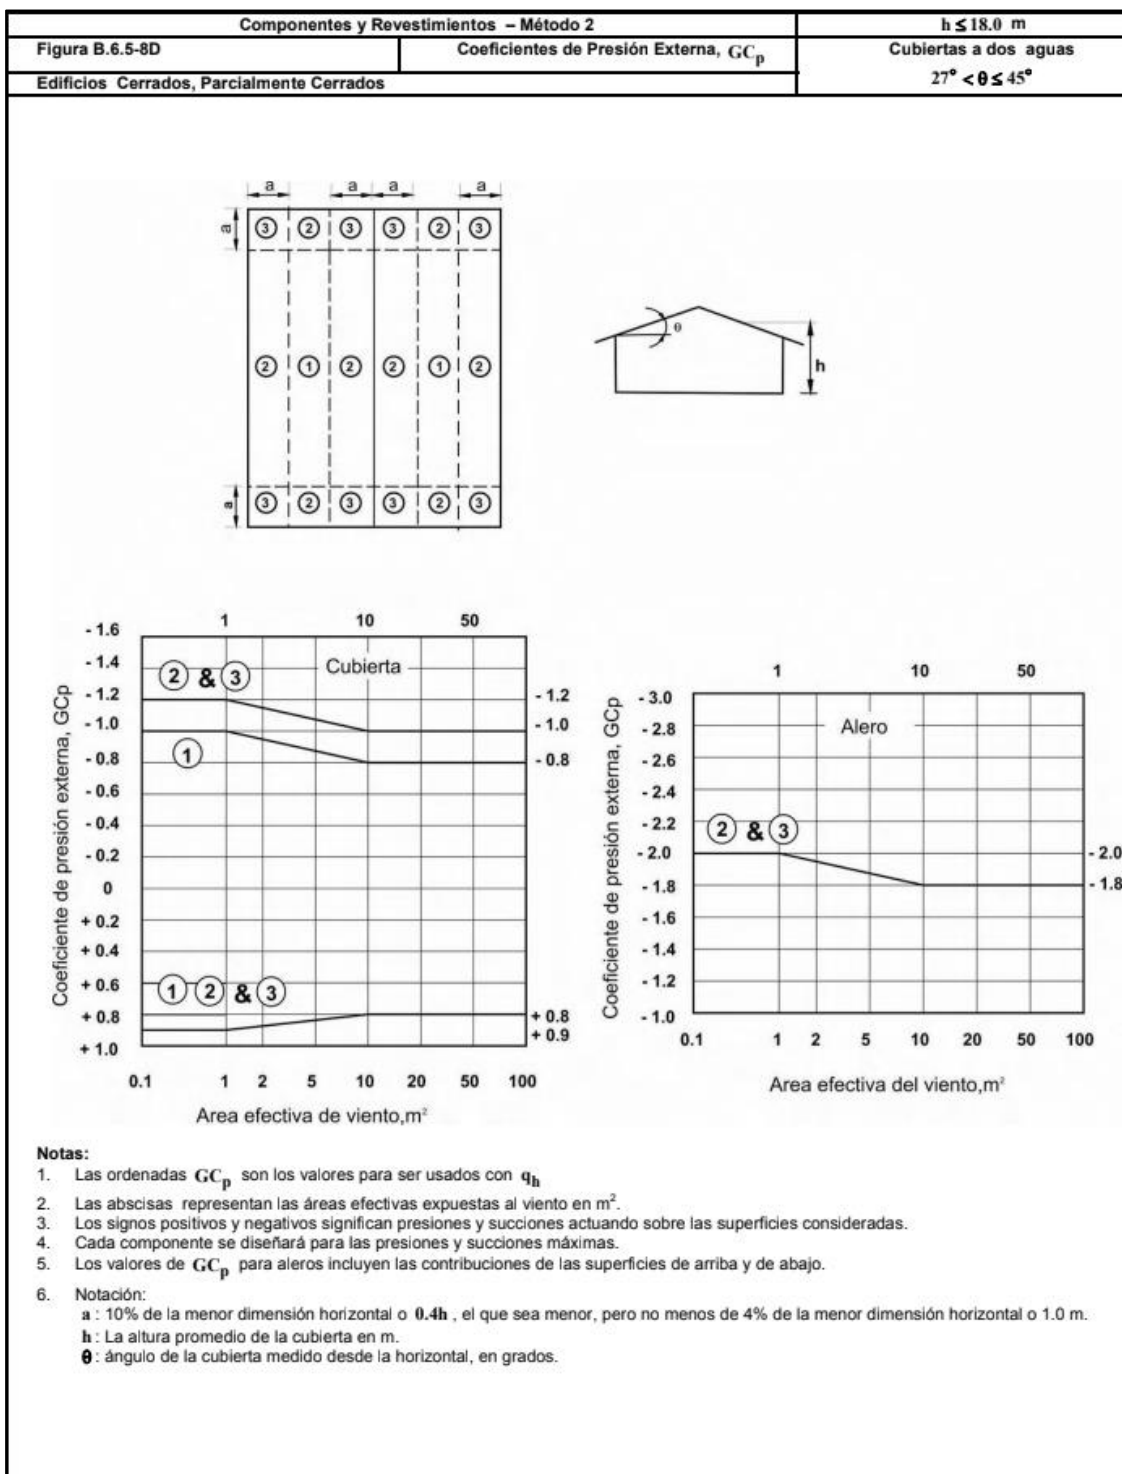 Componentes y Revestimientos – Método 2
h ≤ 18.0 m
Figura B.6.5-8D
Coeficientes de Presión Externa, GCp
Cubiertas a dos aguas
27° < θ ≤ 45°
Edificios Cerrados, Parcialmente Cerrados
a a a a
a 3 2 3 3 2 3
2 1 2 2 1 2
a 3 2 3 3 2 3
θ
h
1 10 50
- 1.6
- 1.4
- 1.2
- 1.0
- 0.8
- 0.6
- 0.4
- 0.2
0
+ 0.2
+ 0.4
+ 0.6
+ 0.8
+ 1.0
Coeficiente de presión externa, GCp
Cubierta
2 & 3
1
1 2 & 3
- 1.2
- 1.0
- 0.8
+ 0.8
+ 0.9
0.1 1 2 5 10 20 50 100
Area efectiva de viento,m²
1 10 50
- 3.0
- 2.8
- 2.6
- 2.4
- 2.2
- 2.0
- 1.8
- 1.6
- 1.4
- 1.2
- 1.0
Coeficiente de presión externa, GCp
Alero
2 & 3
- 2.0
- 1.8
0.1 1 2 5 10 20 50 100
Area efectiva del viento,m²
Notas:
1. Las ordenadas GCp son los valores para ser usados con qh
2. Las abscisas representan las áreas efectivas expuestas al viento en m².
3. Los signos positivos y negativos significan presiones y succiones actuando sobre las superficies consideradas.
4. Cada componente se diseñará para las presiones y succiones máximas.
5. Los valores de GCp para aleros incluyen las contribuciones de las superficies de arriba y de abajo.
6. Notación:
a : 10% de la menor dimensión horizontal o 0.4h , el que sea menor, pero no menos de 4% de la menor dimensión horizontal o 1.0 m.
h : La altura promedio de la cubierta en m.
θ : ángulo de la cubierta medido desde la horizontal, en grados.